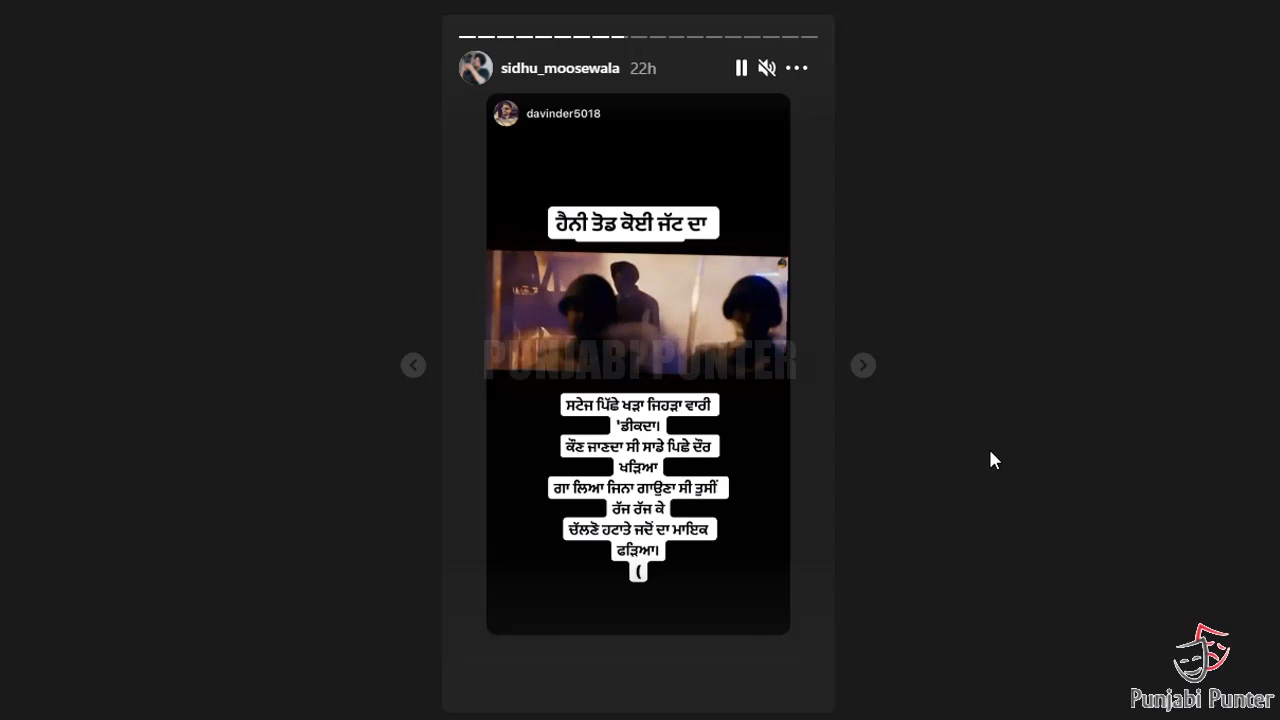 sidhu_moosewala 22h
davinder5018
ਹੈਨੀ ਤੋਡ ਕੋਈ ਜੱਟ ਦਾ
PUNJABI PUNTER
ਸਟੇਜ ਪਿੱਛੇ ਖੜਾ ਜਿਹੜਾ ਵਾਰੀ
'ਡੀਕਦਾ।
ਕੌਣ ਜਾਣਦਾ ਸੀ ਸਾਡੇ ਪਿਛੇ ਦੌਰ
ਖੜਿਆ
ਗਾ ਲਿਆ ਜਿਨਾ ਗਾਉਣਾ ਸੀ ਤੁਸੀਂ
ਰੱਜ ਰੱਜ ਕੇ
ਚੱਲਣੋ ਹਟਾਤੇ ਜਦੋਂ ਦਾ ਮਾਇਕ
ਫੜਿਆ।
(
Punjabi Punter